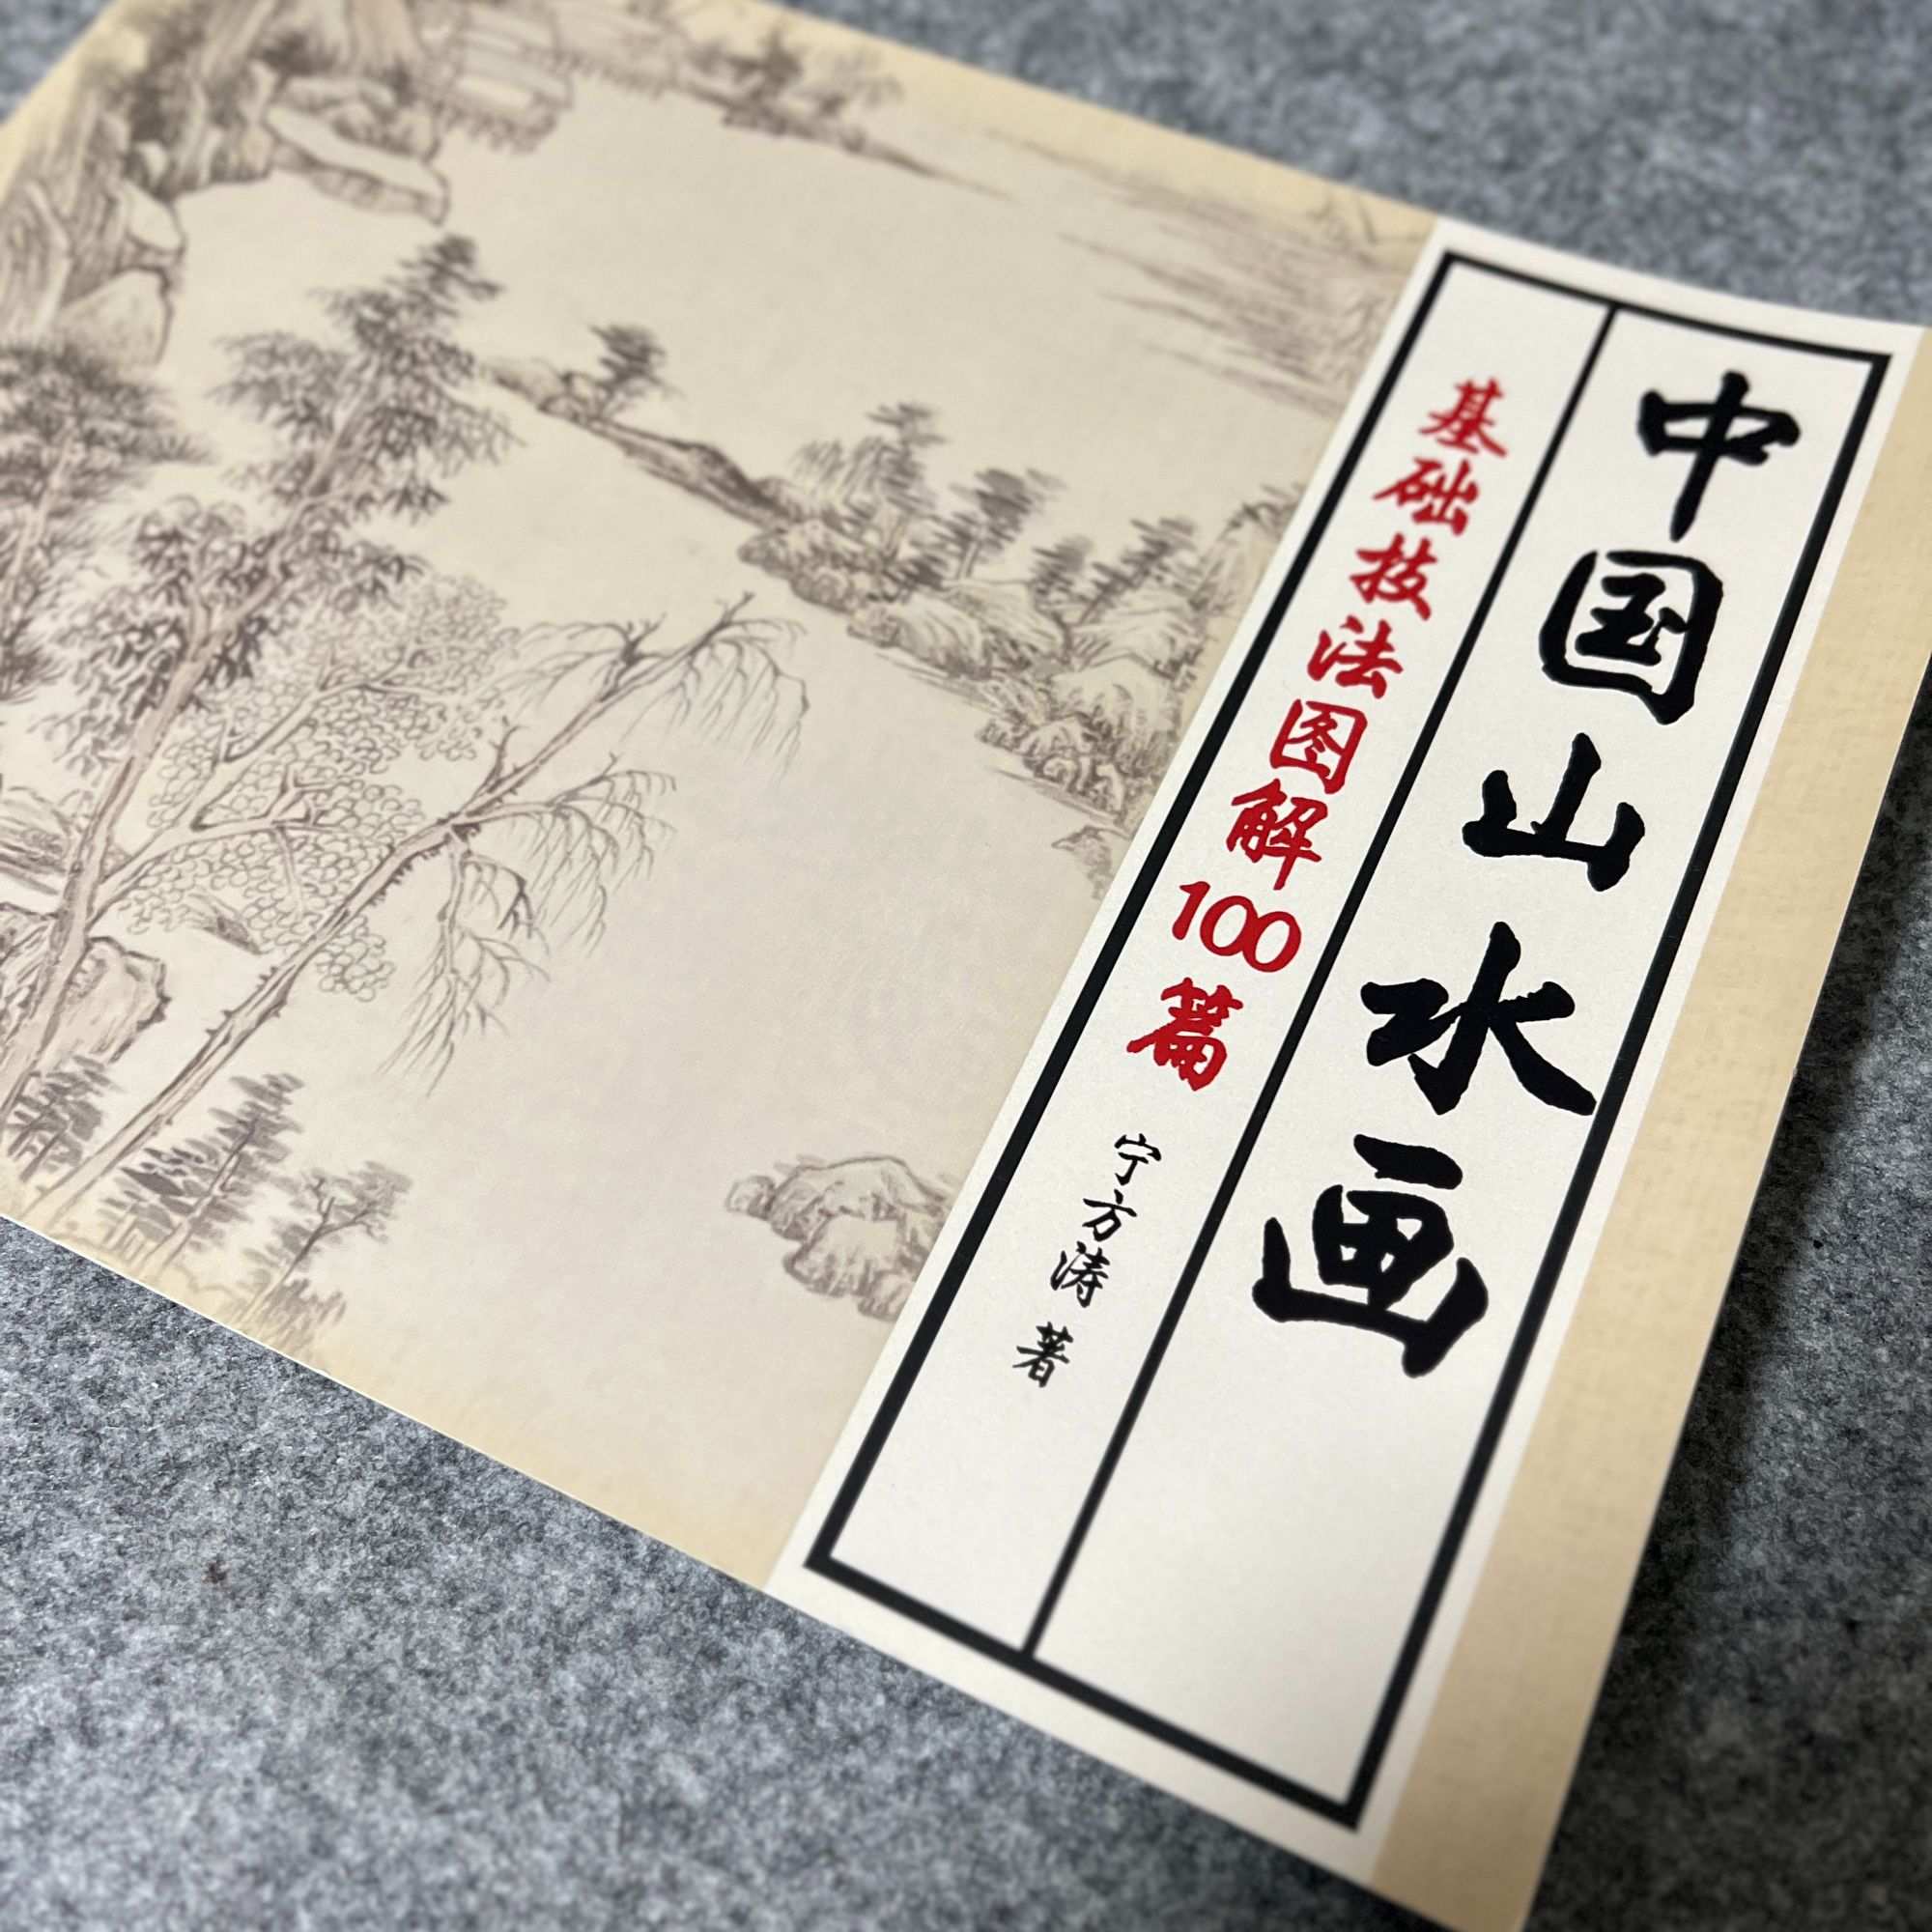 中国山水画
基础技法图解100篇
宁方涛 著